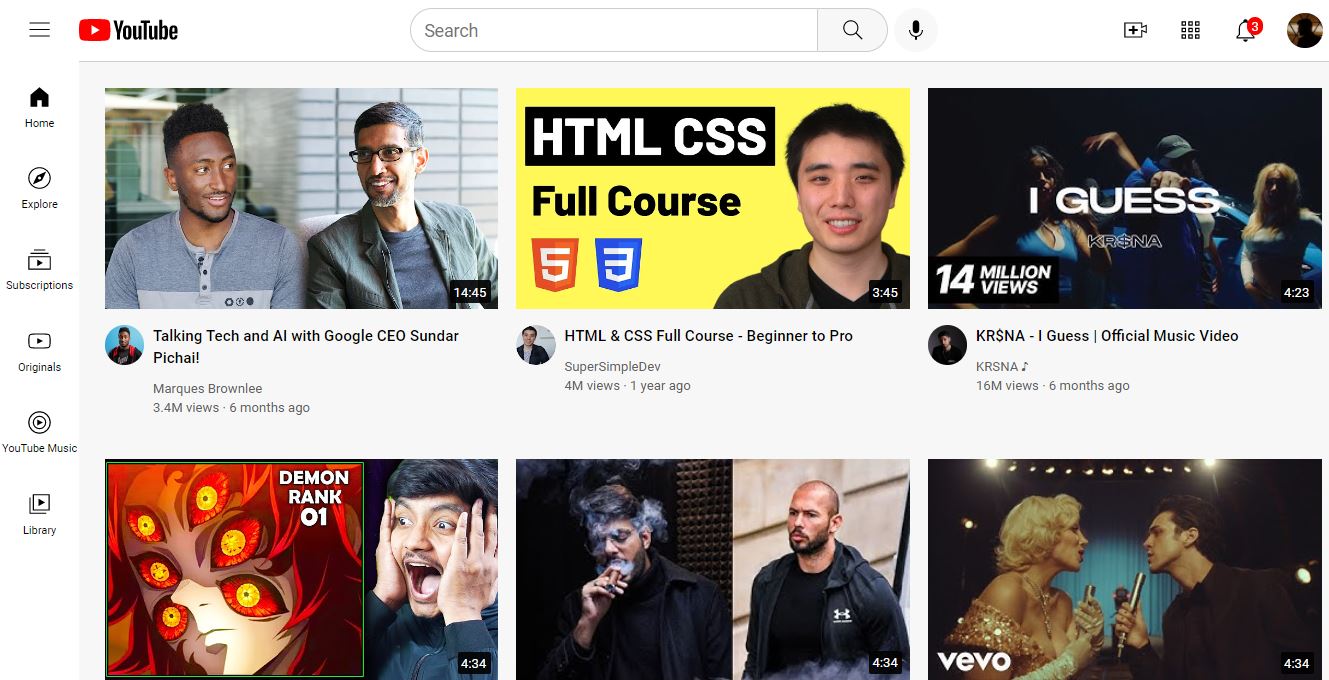 YouTube
Search
3
Home
Explore
Subscriptions
Originals
YouTube Music
Library
14:45
Talking Tech and AI with Google CEO Sundar
Pichai!
Marques Brownlee
3.4M views · 6 months ago
HTML CSS
Full Course
5
3
3:45
HTML & CSS Full Course - Beginner to Pro
SuperSimpleDev
4M views · 1 year ago
I GUESS
KR$NA
14 MILLION
VIEWS
4:23
KR$NA - I Guess | Official Music Video
KRSNA ♪
16M views · 6 months ago
DEMON
RANK
01
4:34
4:34
vevo
4:34